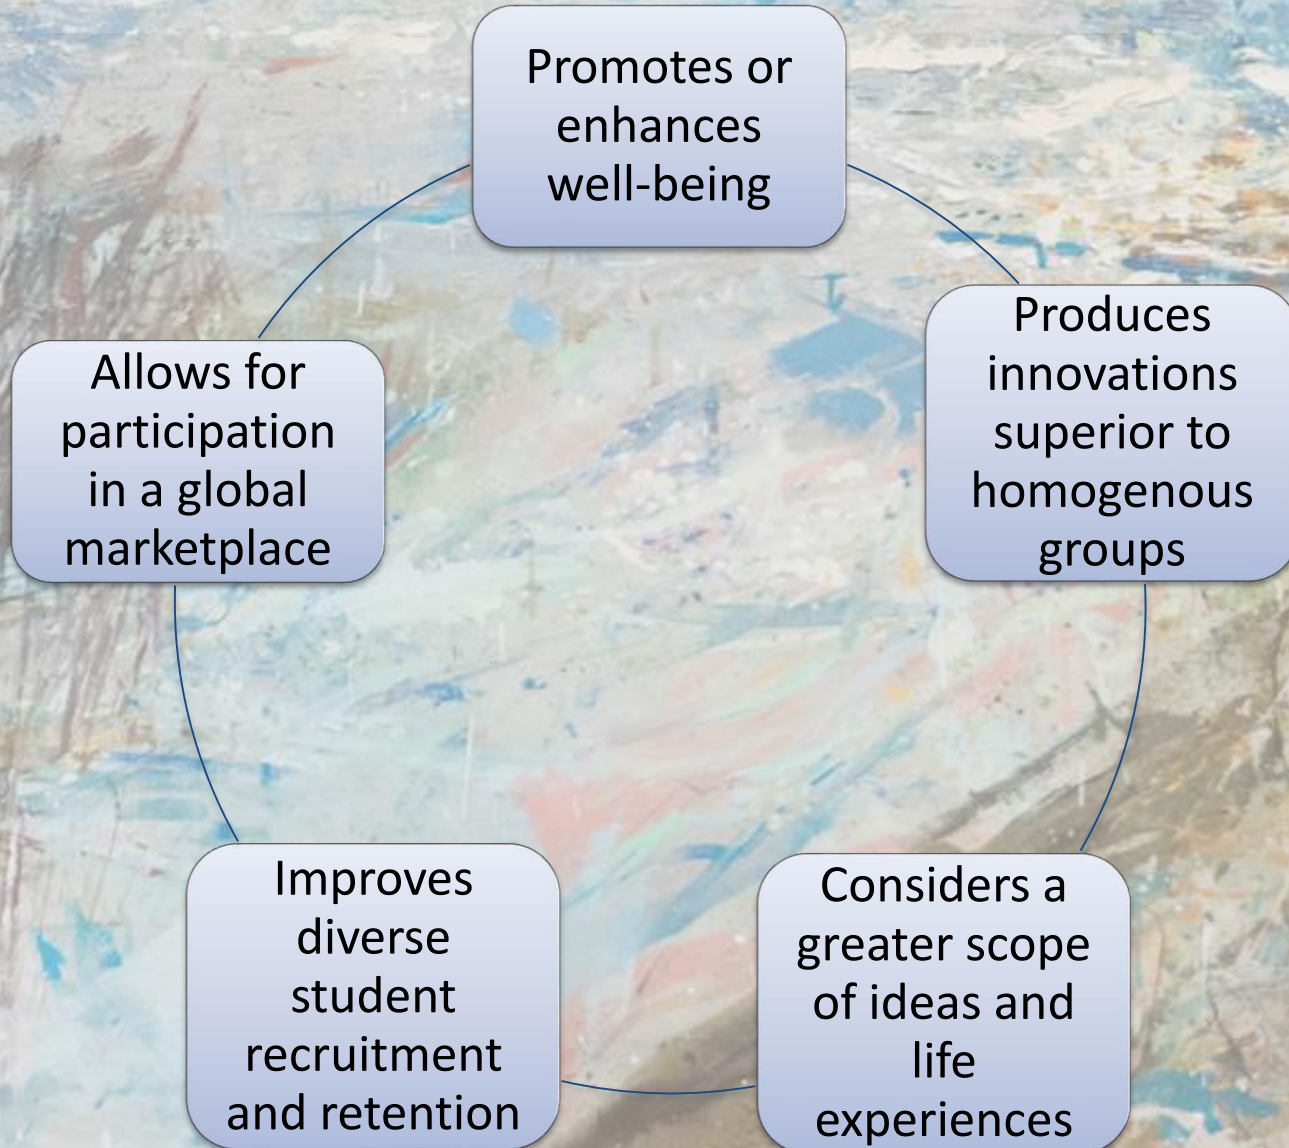 Promotes or
enhances
well-being
Produces
innovations
superior to
homogenous
groups
Considers a
greater scope
of ideas and
life
experiences
Improves
diverse
student
recruitment
and retention
Allows for
participation
in a global
marketplace